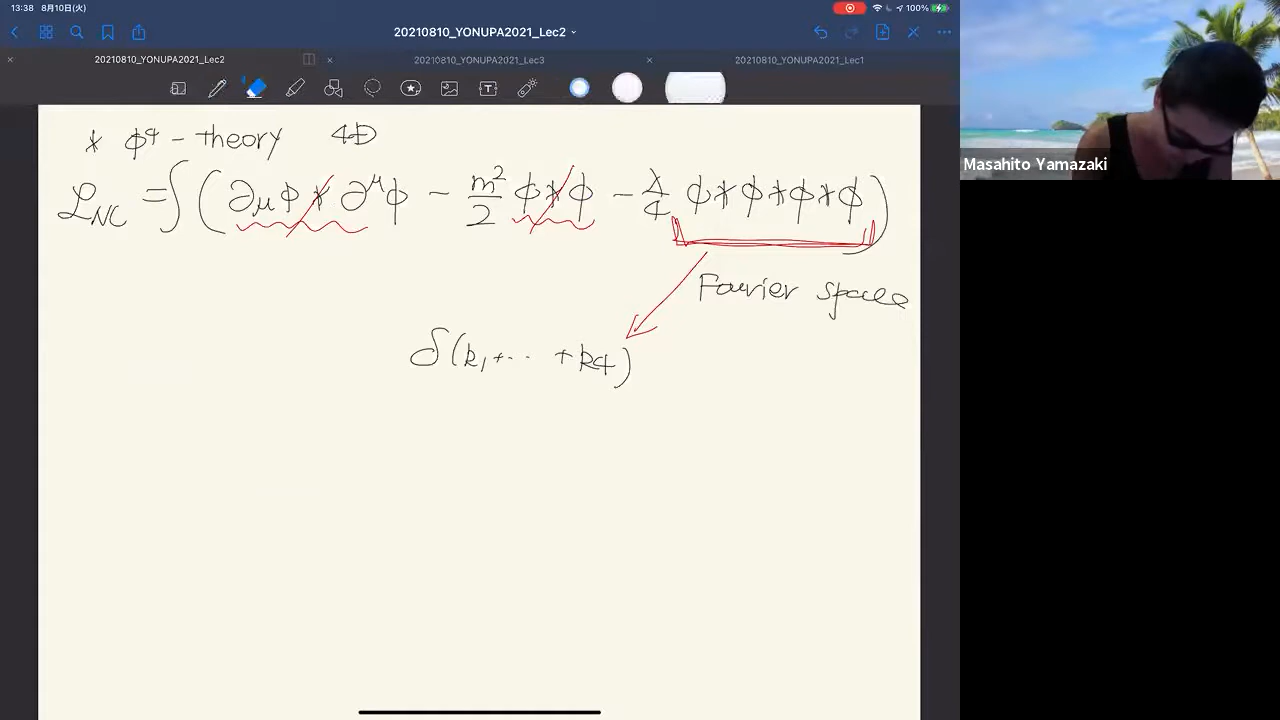 13:38 8月10日(火)
100%
20210810_YONUPA2021_Lec2
20210810_YONUPA2021_Lec2
20210810_YONUPA2021_Lec3
20210810_YONUPA2021_Lec1
* φ⁴ - theory 4D
ℒ_NC = ∫ ( ∂μφ * ∂^μ φ − m²/2 φ * φ − λ/4 φ * φ * φ * φ )
Fourier space
δ(k₁ + ⋯ + k₄)
Masahito Yamazaki